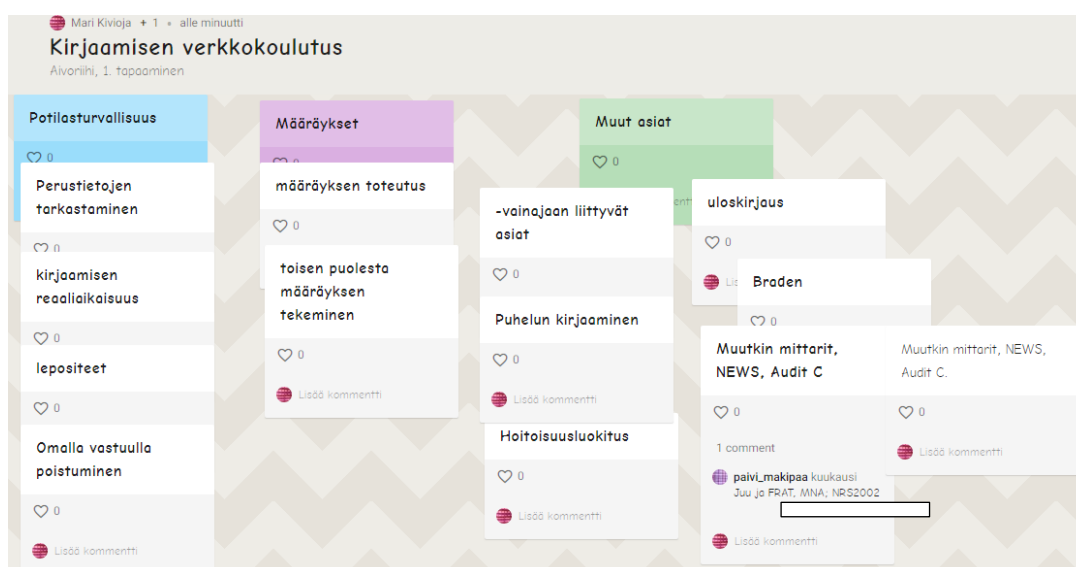 Mari Kivioja + 1 • alle minuutti
Kirjaamisen verkkokoulutus
Aivoriihi, 1. tapaaminen
Potilasturvallisuus
0
Perustietojen
tarkastaminen
0
kirjaamisen
reaaliaikaisuus
0
lepositeet
0
Omalla vastuulla
poistuminen
0
Lisää kommentti
Määräykset
määräyksen toteutus
0
toisen puolesta
määräyksen
tekeminen
0
Lisää kommentti
Muut asiat
0
-vainajaan liittyvät
asiat
0
Puhelun kirjaaminen
0
Lisää kommentti
Hoitoisuusluokitus
0
Lisää kommentti
uloskirjaus
0
Braden
0
Muutkin mittarit,
NEWS, Audit C
0
1 comment
paivi_makipaa kuukausi
Juu ja FRAT, MNA; NRS2002
Lisää kommentti
Muutkin mittarit, NEWS,
Audit C.
0
Lisää kommentti